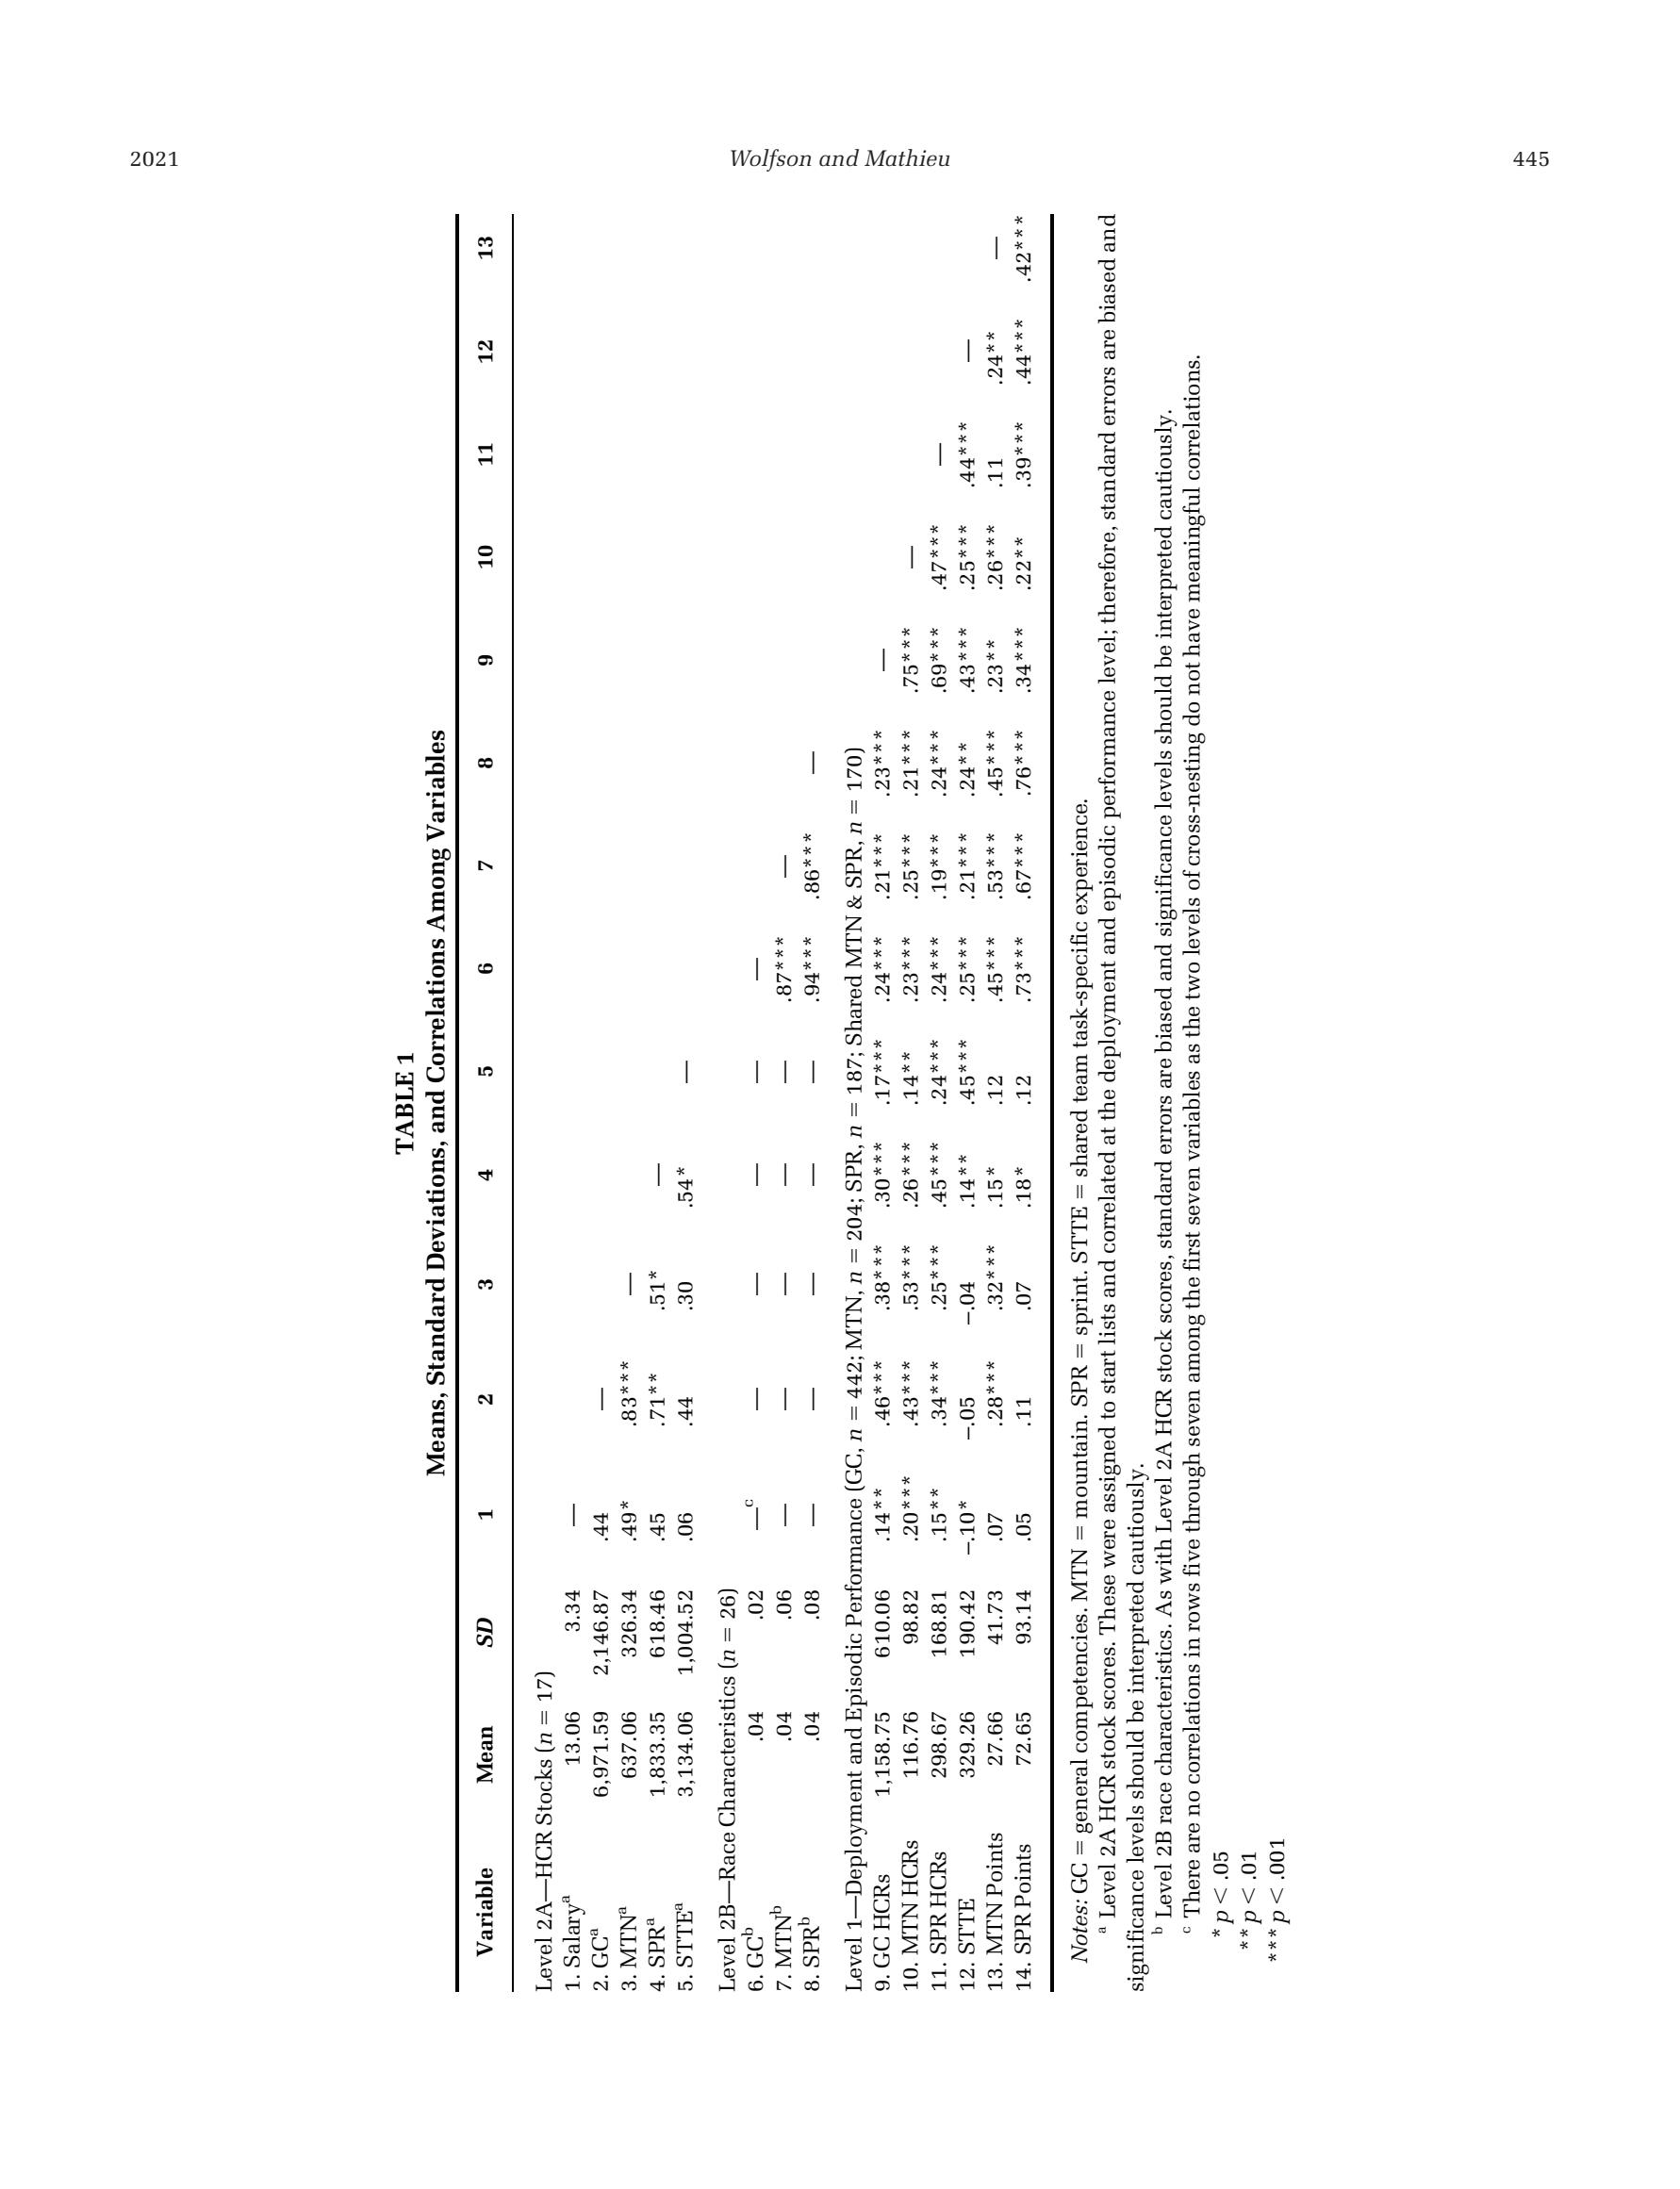 2021
Wolfson and Mathieu
445
TABLE 1
Means, Standard Deviations, and Correlations Among Variables
Variable Mean SD 1 2 3 4 5 6 7 8 9 10 11 12 13
Level 2A—HCR Stocks (n = 17)
1. Salaryᵃ 13.06 3.34 —
2. GCᵃ 6,971.59 2,146.87 .44 —
3. MTNᵃ 637.06 326.34 .49* .83*** —
4. SPRᵃ 1,833.35 618.46 .45 .71** .51* —
5. STTEᵃ 3,134.06 1,004.52 .06 .44 .30 .54* —
Level 2B—Race Characteristics (n = 26)
6. GCᵇ .04 .02 —ᶜ — — — — —
7. MTNᵇ .04 .06 — — — — — .87*** —
8. SPRᵇ .04 .08 — — — — — .94*** .86*** —
Level 1—Deployment and Episodic Performance (GC, n = 442; MTN, n = 204; SPR, n = 187; Shared MTN & SPR, n = 170)
9. GC HCRs 1,158.75 610.06 .14** .46*** .38*** .30*** .17*** .24*** .21*** .23*** —
10. MTN HCRs 116.76 98.82 .20*** .43*** .53*** .26*** .14** .23*** .25*** .21*** .75*** —
11. SPR HCRs 298.67 168.81 .15** .34*** .25*** .45*** .24*** .24*** .19*** .24*** .69*** .47*** —
12. STTE 329.26 190.42 –.10* –.05 –.04 .14** .45*** .25*** .21*** .24** .43*** .25*** .44*** —
13. MTN Points 27.66 41.73 .07 .28*** .32*** .15* .12 .45*** .53*** .45*** .23** .26*** .11 .24** —
14. SPR Points 72.65 93.14 .05 .11 .07 .18* .12 .73*** .67*** .76*** .34*** .22** .39*** .44*** .42***
Notes: GC = general competencies. MTN = mountain. SPR = sprint. STTE = shared team task-specific experience.
ᵃ Level 2A HCR stock scores. These were assigned to start lists and correlated at the deployment and episodic performance level; therefore, standard errors are biased and
significance levels should be interpreted cautiously.
ᵇ Level 2B race characteristics. As with Level 2A HCR stock scores, standard errors are biased and significance levels should be interpreted cautiously.
ᶜ There are no correlations in rows five through seven among the first seven variables as the two levels of cross-nesting do not have meaningful correlations.
* p < .05
** p < .01
*** p < .001